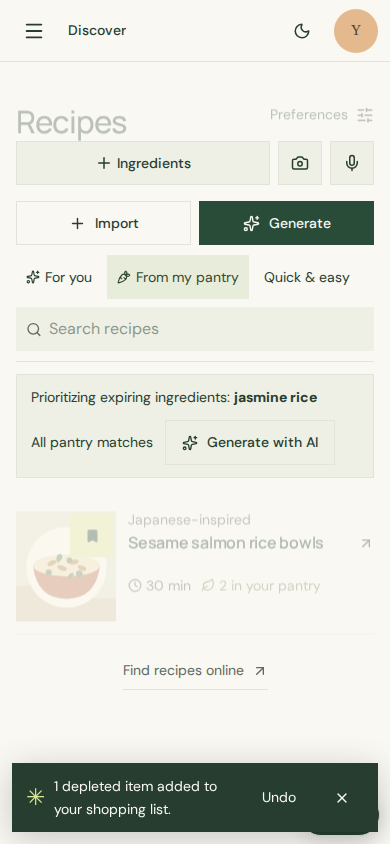 Discover
Y
Recipes
Preferences
Ingredients
Import
Generate
For you
From my pantry
Quick & easy
Search recipes
Prioritizing expiring ingredients: jasmine rice
All pantry matches
Generate with AI
Japanese-inspired
Sesame salmon rice bowls
30 min
2 in your pantry
Find recipes online
1 depleted item added to
your shopping list.
Undo